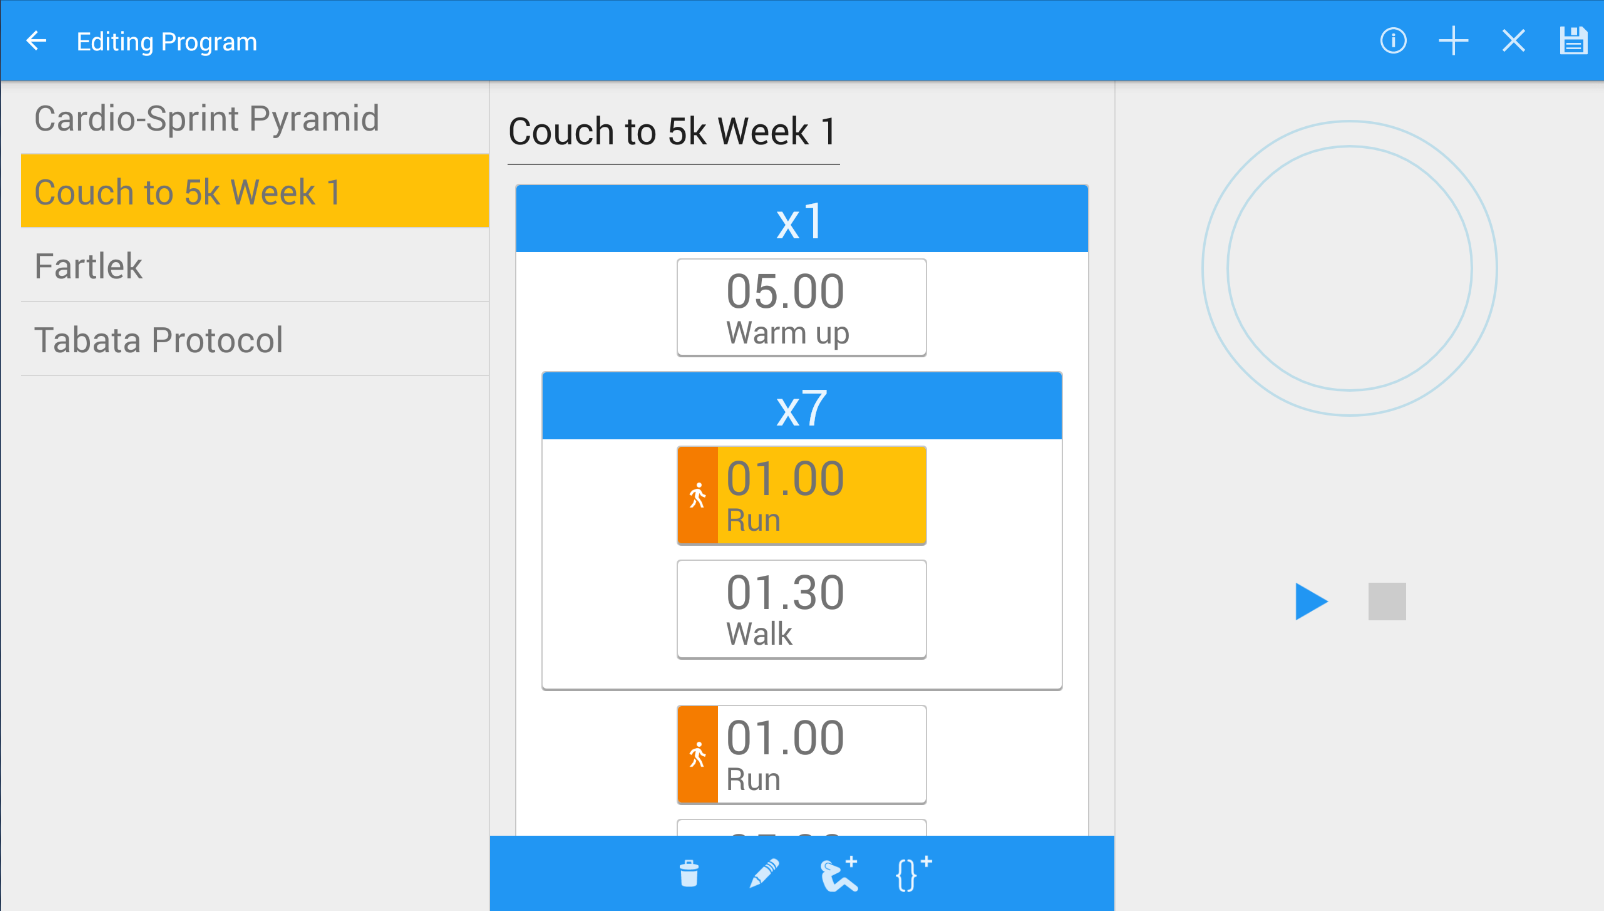 Editing Program
Cardio-Sprint Pyramid
Couch to 5k Week 1
Fartlek
Tabata Protocol
Couch to 5k Week 1
x1
05.00
Warm up
x7
01.00
Run
01.30
Walk
01.00
Run